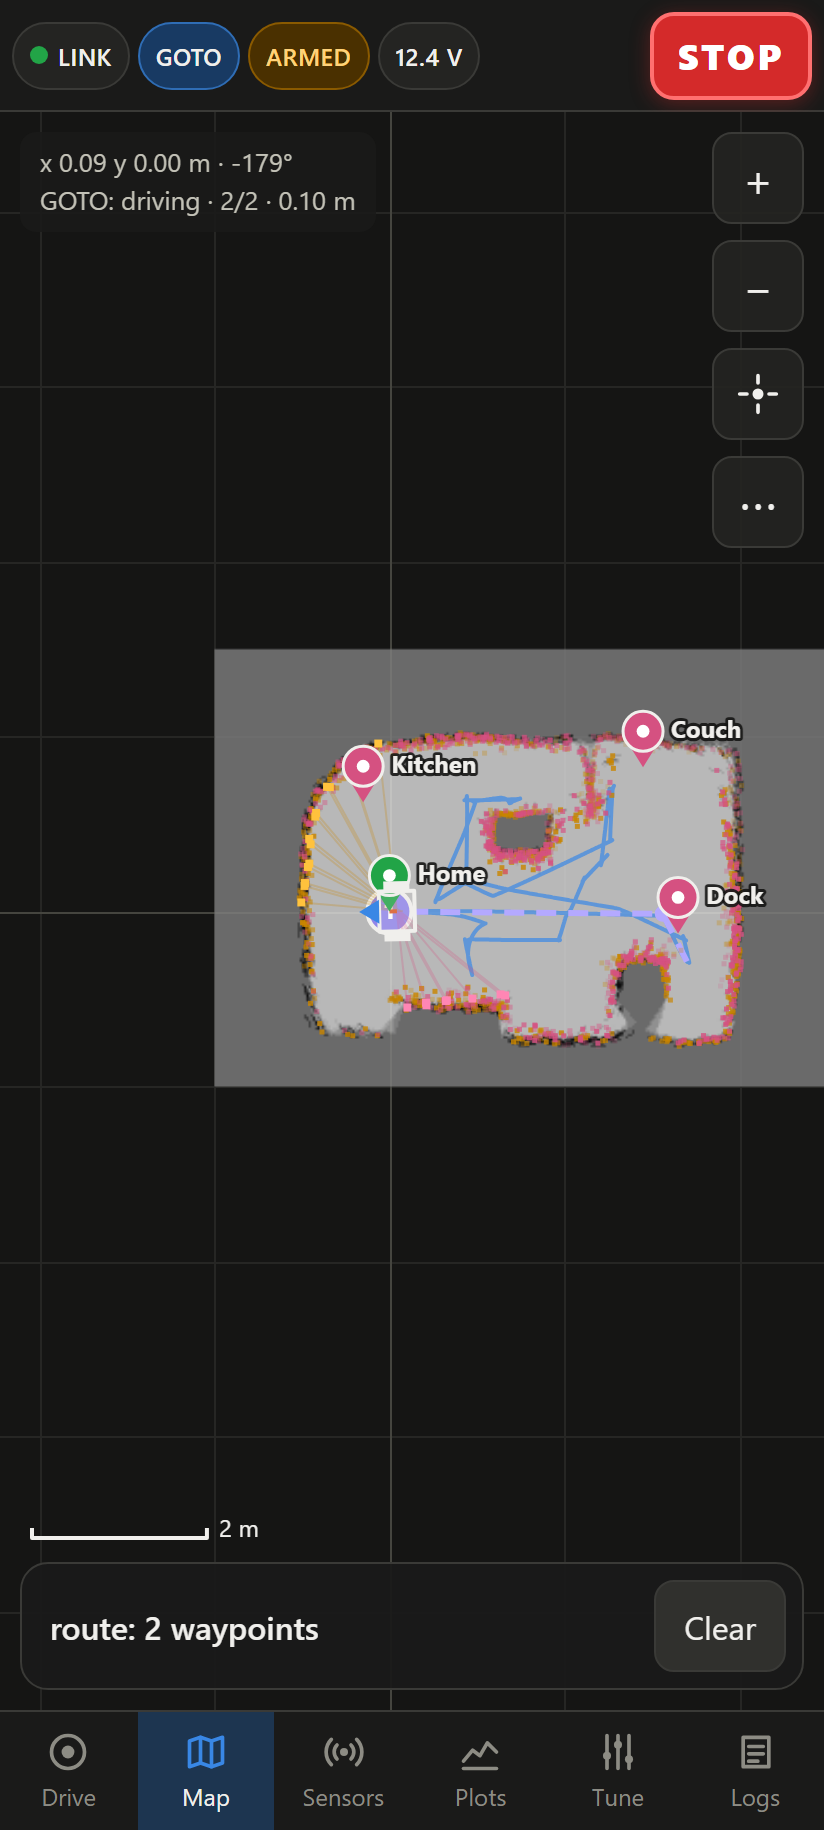 LINK
GOTO
ARMED
12.4 V
STOP
x 0.09 y 0.00 m · -179°
GOTO: driving · 2/2 · 0.10 m
+
−
...
Couch
Kitchen
Home
Dock
2 m
route: 2 waypoints
Clear
Drive
Map
Sensors
Plots
Tune
Logs